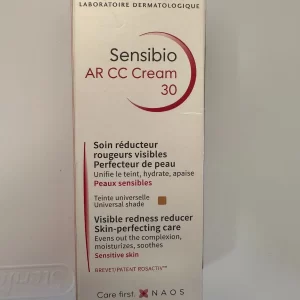 LABORATOIRE DERMATOLOGIQUE
Sensibio
AR CC Cream
30
Soin réducteur
rougeurs visibles
Perfecteur de peau
Unifie le teint, hydrate, apaise
Peaux sensibles
Teinte universelle
Universal shade
Visible redness reducer
Skin-perfecting care
Evens out the complexion,
moisturizes, soothes
Sensitive skin
BREVET/PATENT ROSACTIV™
Care first. NAOS